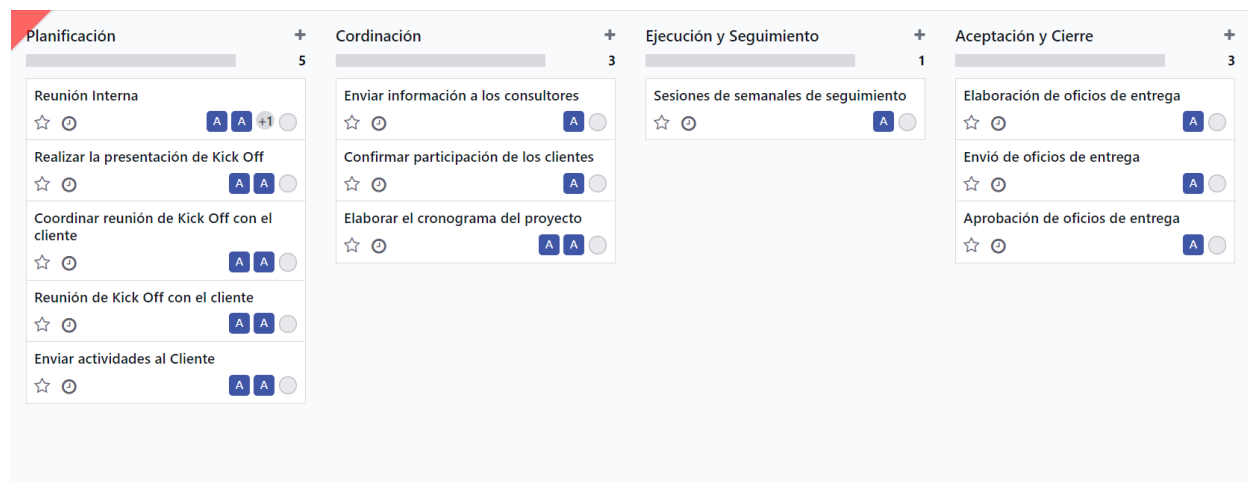 Planificación +
5
Reunión Interna
A A +1
Realizar la presentación de Kick Off
A A
Coordinar reunión de Kick Off con el
cliente
A A
Reunión de Kick Off con el cliente
A A
Enviar actividades al Cliente
A A
Cordinación +
3
Enviar información a los consultores
A
Confirmar participación de los clientes
A
Elaborar el cronograma del proyecto
A A
Ejecución y Seguimiento +
1
Sesiones de semanales de seguimiento
A
Aceptación y Cierre +
3
Elaboración de oficios de entrega
A
Envió de oficios de entrega
A
Aprobación de oficios de entrega
A